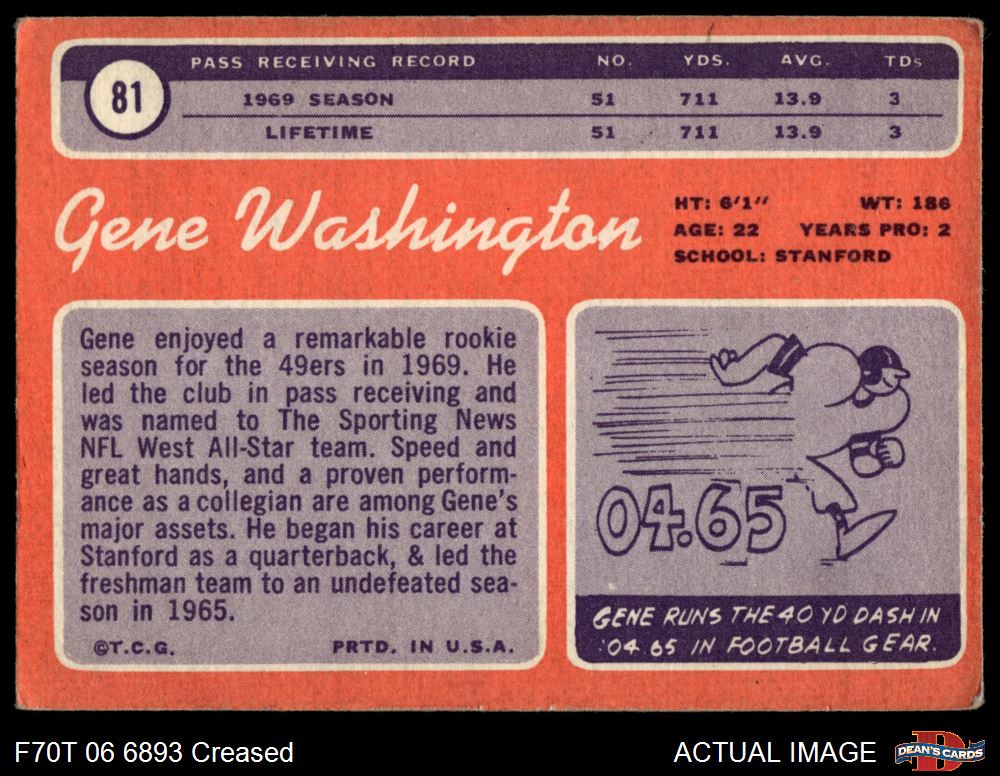 PASS RECEIVING RECORD NO. YDS. AVG. TDs
81
1969 SEASON 51 711 13.9 3
LIFETIME 51 711 13.9 3
Gene Washington
HT: 6'1" WT: 186
AGE: 22 YEARS PRO: 2
SCHOOL: STANFORD
Gene enjoyed a remarkable rookie
season for the 49ers in 1969. He
led the club in pass receiving and
was named to The Sporting News
NFL West All-Star team. Speed and
great hands, and a proven perform-
ance as a collegian are among Gene's
major assets. He began his career at
Stanford as a quarterback, & led the
freshman team to an undefeated sea-
son in 1965.
©T.C.G. PRTD. IN U.S.A.
04.65
GENE RUNS THE 40 YD DASH IN
'04.65 IN FOOTBALL GEAR.
F70T 06 6893 Creased
ACTUAL IMAGE
D
DEAN'S CARDS